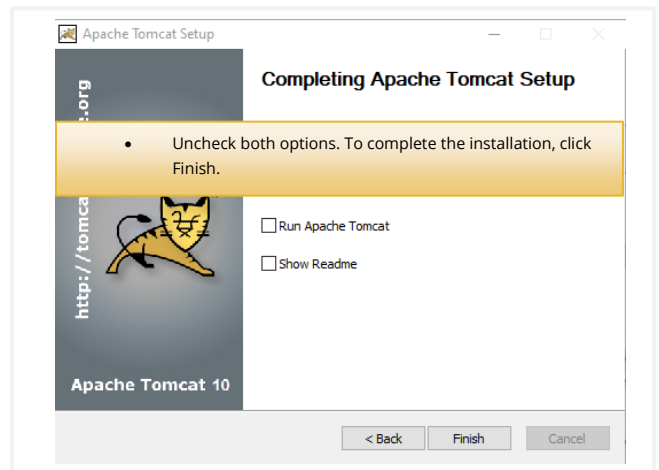 Apache Tomcat Setup
Completing Apache Tomcat Setup
• Uncheck both options. To complete the installation, click
Finish.
Run Apache Tomcat
Show Readme
http://tomca
e.org
Apache Tomcat 10
< Back
Finish
Cancel